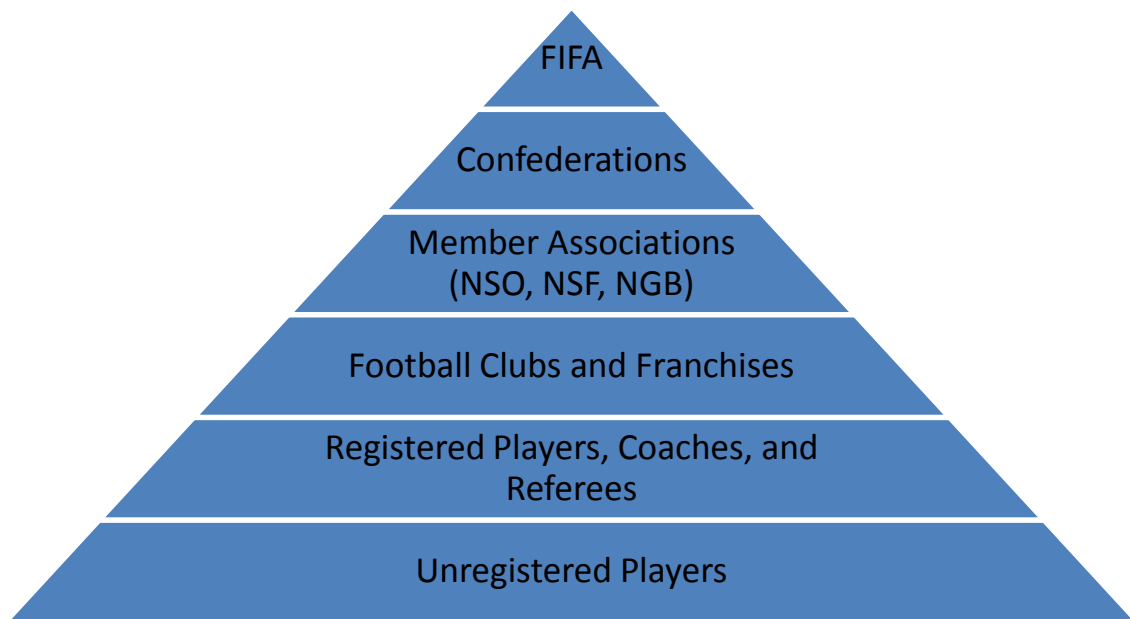 FIFA
Confederations
Member Associations
(NSO, NSF, NGB)
Football Clubs and Franchises
Registered Players, Coaches, and
Referees
Unregistered Players